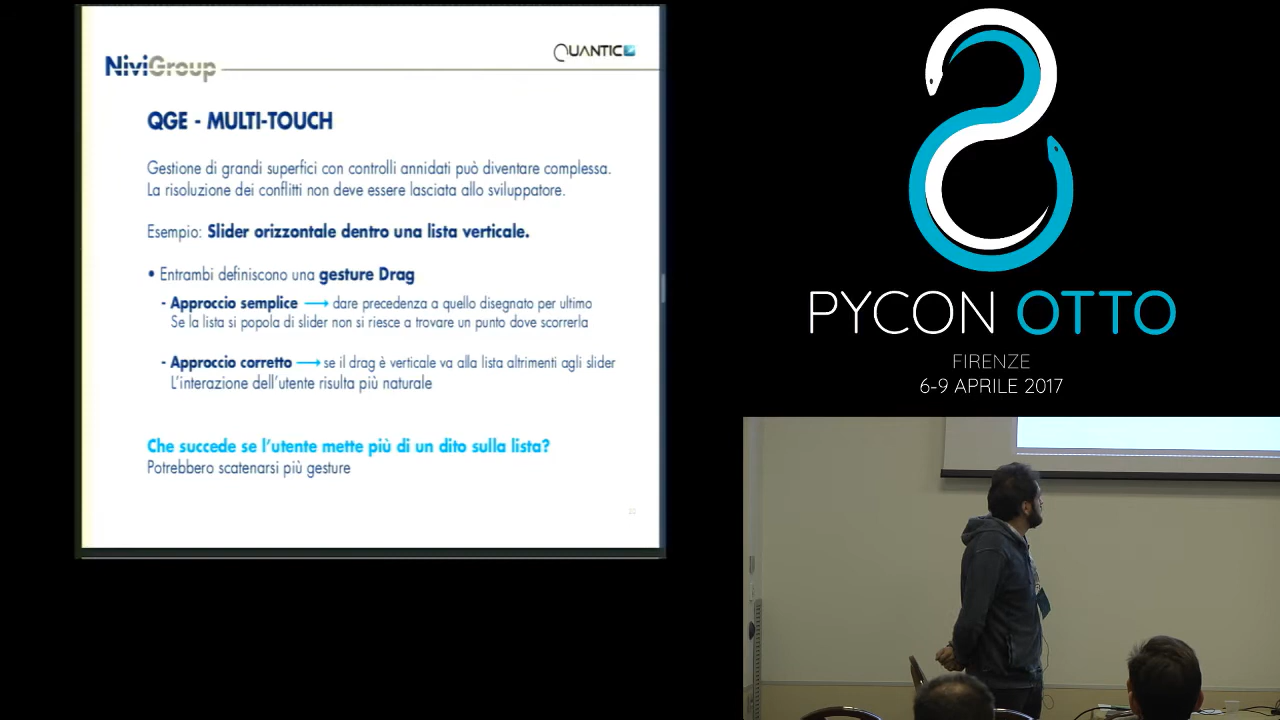 NiviGroup
QUANTIC
QGE - MULTI-TOUCH
Gestione di grandi superfici con controlli annidati può diventare complessa.
La risoluzione dei conflitti non deve essere lasciata allo sviluppatore.
Esempio: Slider orizzontale dentro una lista verticale.
• Entrambi definiscono una gesture Drag
- Approccio semplice → dare precedenza a quello disegnato per ultimo
Se la lista si popola di slider non si riesce a trovare un punto dove scorrerla
- Approccio corretto → se il drag è verticale va alla lista altrimenti agli slider
L'interazione dell'utente risulta più naturale
Che succede se l'utente mette più di un dito sulla lista?
Potrebbero scatenarsi più gesture
PYCON OTTO
FIRENZE
6-9 APRILE 2017